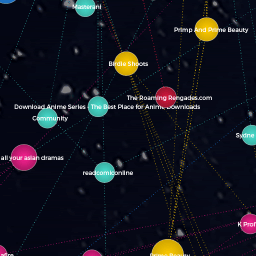 Masterani
Primp And Prime Beauty
Birdie Shoots
The Roaming Rengades.com
Download Anime Series | The Best Place for Anime Downloads
Community
Sydne
all your asian dramas
readcomiconline
K Prof